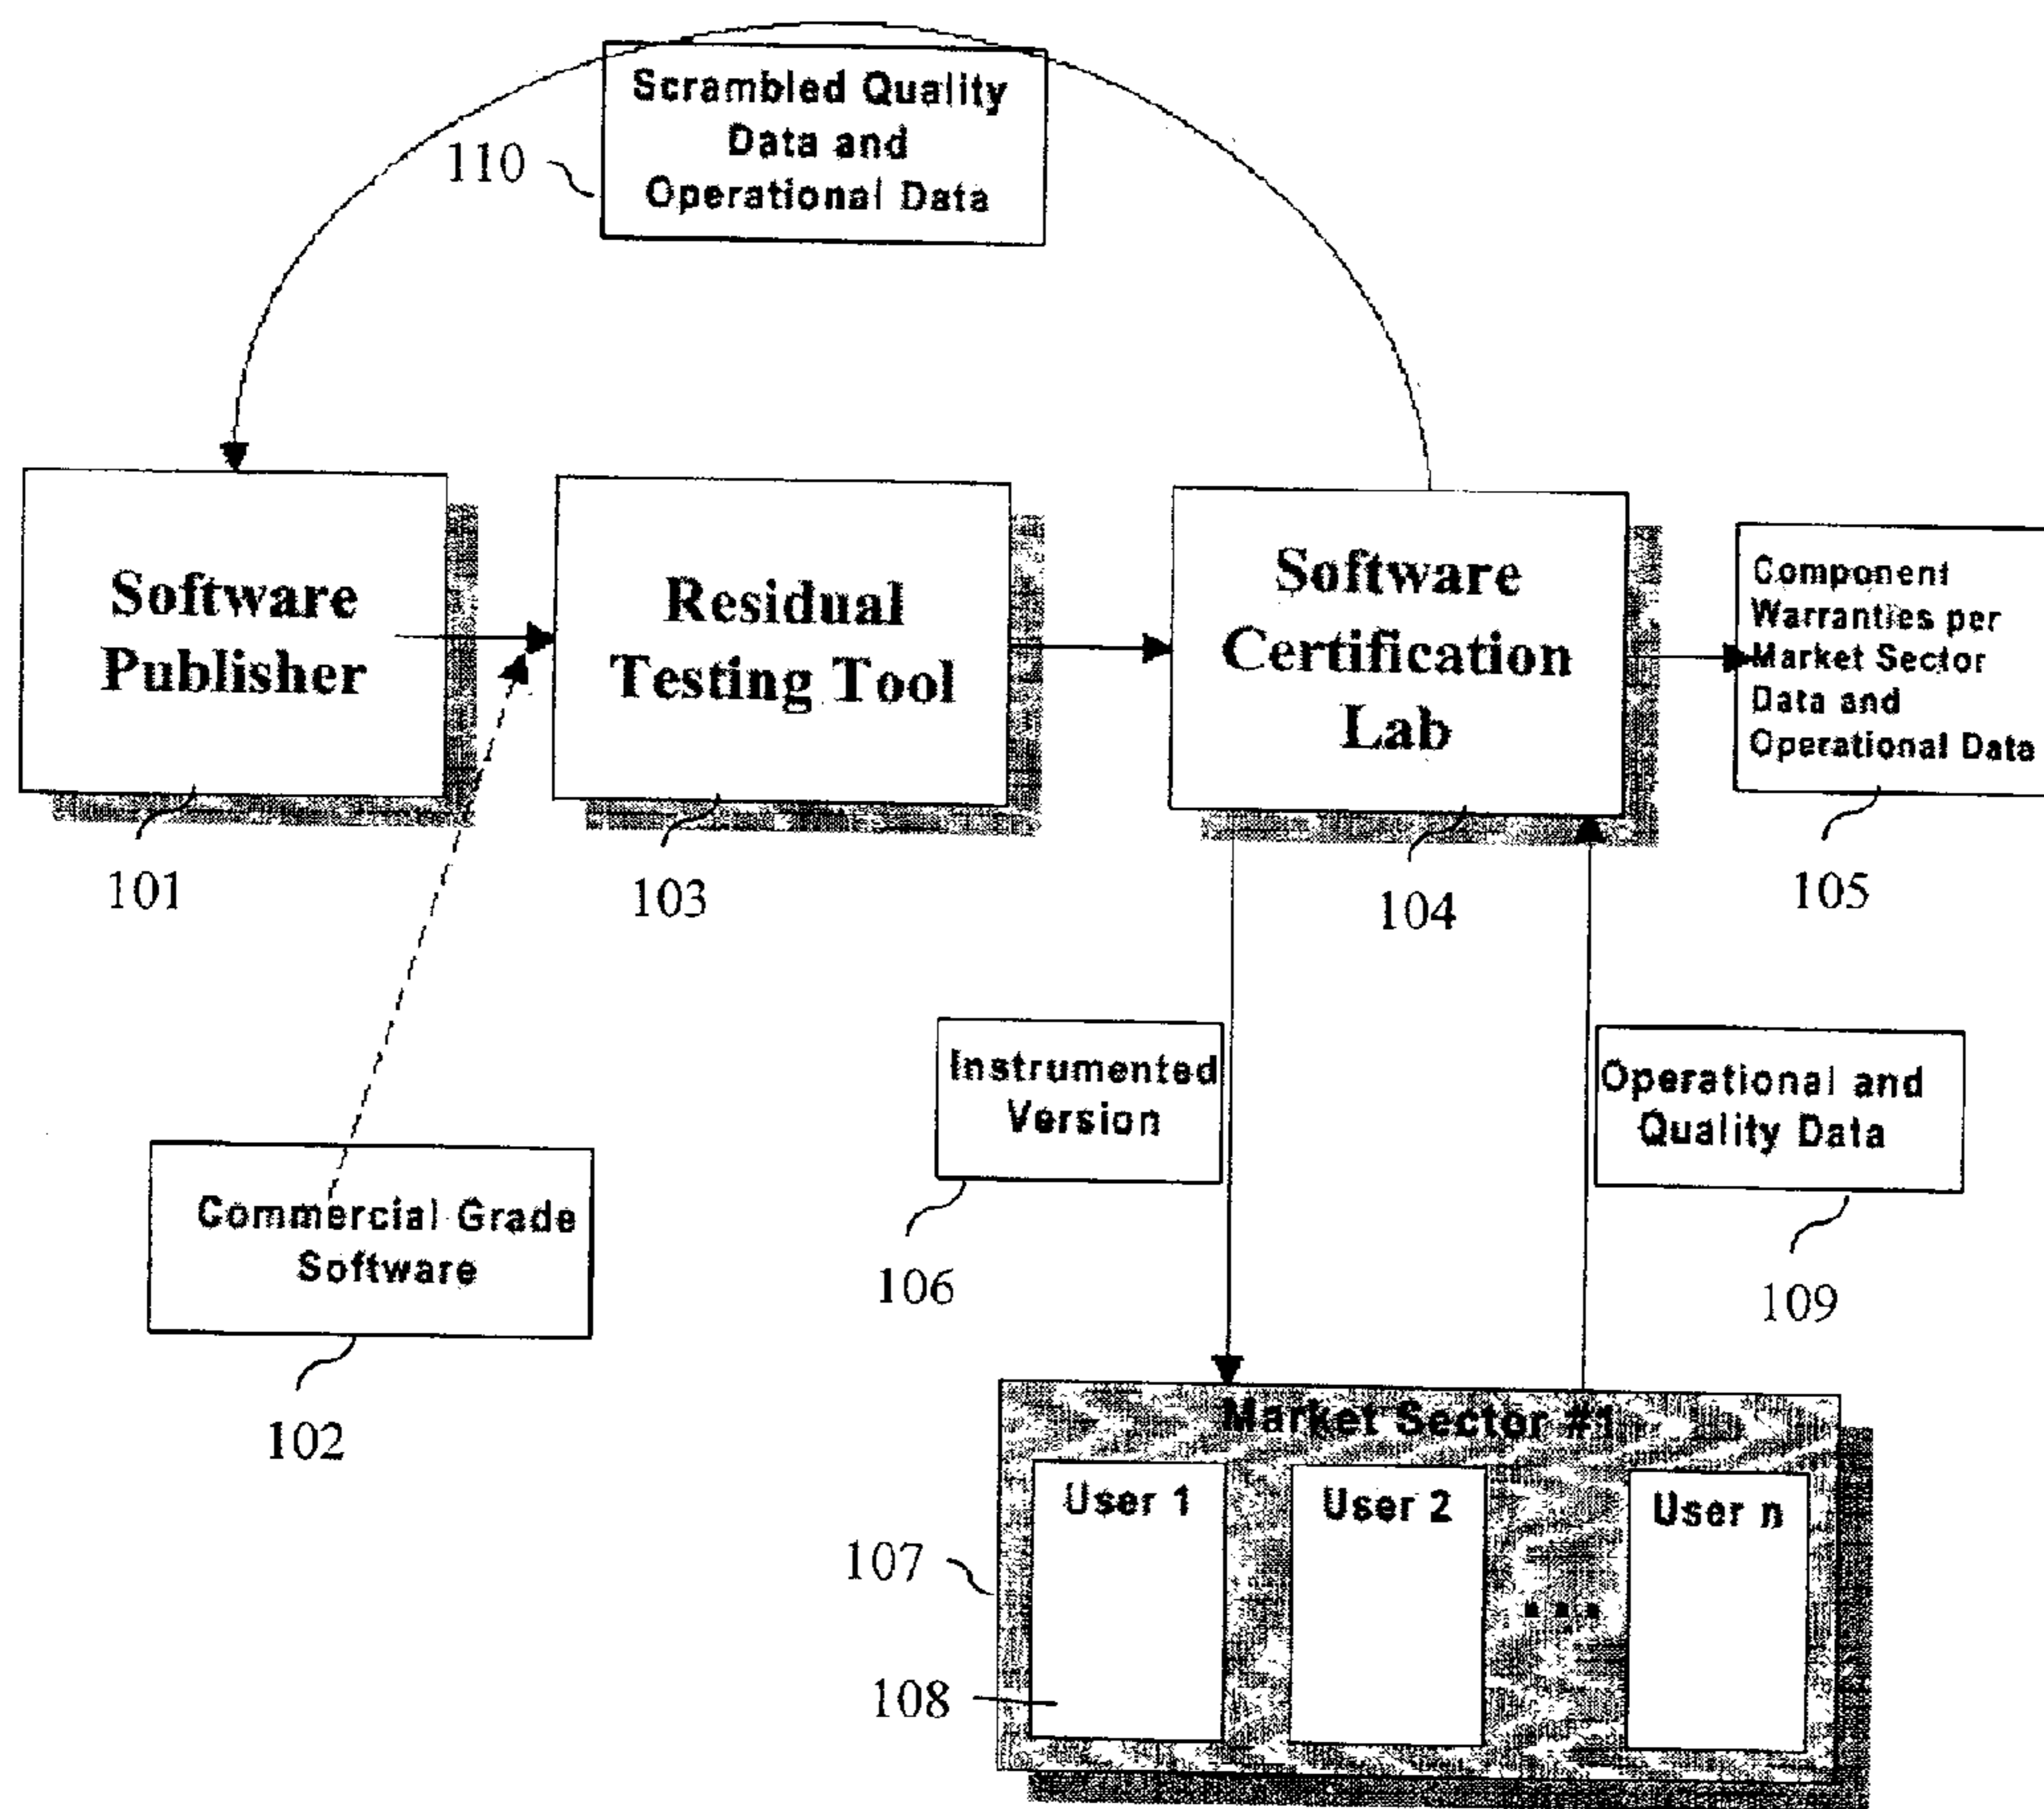 Scrambled Quality
Data and
Operational Data
110
Software
Publisher
Residual
Testing Tool
Software
Certification
Lab
Component
Warranties per
Market Sector
Data and
Operational Data
101
103
104
105
Instrumented
Version
Operational and
Quality Data
Commercial Grade
Software
106
109
102
Market Sector #1
User 1
User 2
...
User n
107
108